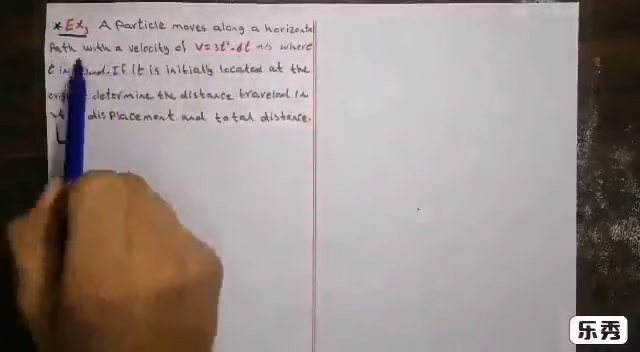 * Ex, A Particle moves along a horizontal
Path with a velocity of V=3t²-6t m/s where
t in If it is initially located at the
determine the distance traveled in
displacement and total distance.
乐秀